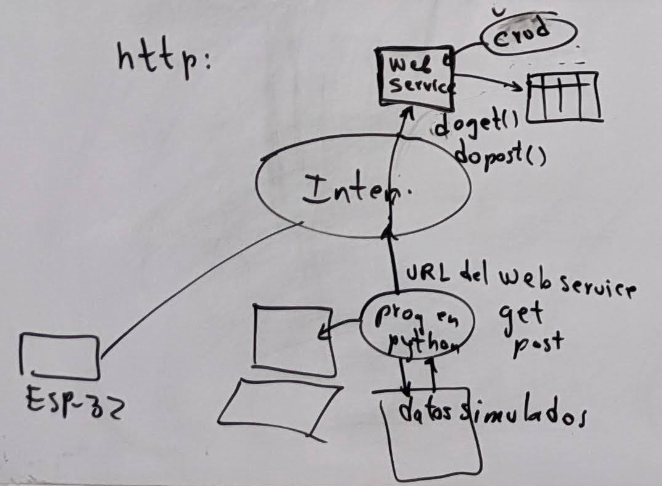 http:
crud
Web
Service
doget()
dopost()
Inter.
URL del web service
prog en
python
get
post
ESP-32
datos simulados